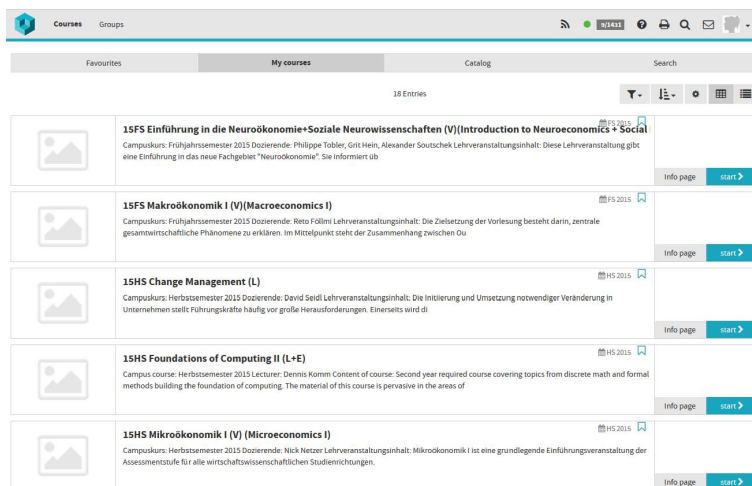 Courses Groups 9/1431
Favourites My courses Catalog Search
18 Entries
FS 2015
15FS Einführung in die Neuroökonomie+Soziale Neurowissenschaften (V)(Introduction to Neuroeconomics + Social
Campuskurs: Frühjahrssemester 2015 Dozierende: Philippe Tobler, Grit Hein, Alexander Soutschek Lehrveranstaltungsinhalt: Diese Lehrveranstaltung gibt
eine Einführung in das neue Fachgebiet "Neuroökonomie". Sie informiert üb
Info page start
FS 2015
15FS Makroökonomik I (V)(Macroeconomics I)
Campuskurs: Frühjahrssemester 2015 Dozierende: Reto Föllmi Lehrveranstaltungsinhalt: Die Zielsetzung der Vorlesung besteht darin, zentrale
gesamtwirtschaftliche Phänomene zu erklären. Im Mittelpunkt steht der Zusammenhang zwischen Ou
Info page start
HS 2015
15HS Change Management (L)
Campuskurs: Herbstsemester 2015 Dozierende: David Seidl Lehrveranstaltungsinhalt: Die Initiierung und Umsetzung notwendiger Veränderung in
Unternehmen stellt Führungskräfte häufig vor große Herausforderungen. Einerseits wird di
Info page start
HS 2015
15HS Foundations of Computing II (L+E)
Campus course: Herbstsemester 2015 Lecturer: Dennis Komm Content of course: Second year required course covering topics from discrete math and formal
methods building the foundation of computing. The material of this course is pervasive in the areas of
Info page start
HS 2015
15HS Mikroökonomik I (V) (Microeconomics I)
Campuskurs: Herbstsemester 2015 Dozierende: Nick Netzer Lehrveranstaltungsinhalt: Mikroökonomik I ist eine grundlegende Einführungsveranstaltung der
Assessmentstufe für alle wirtschaftswissenschaftlichen Studienrichtungen.
Info page start